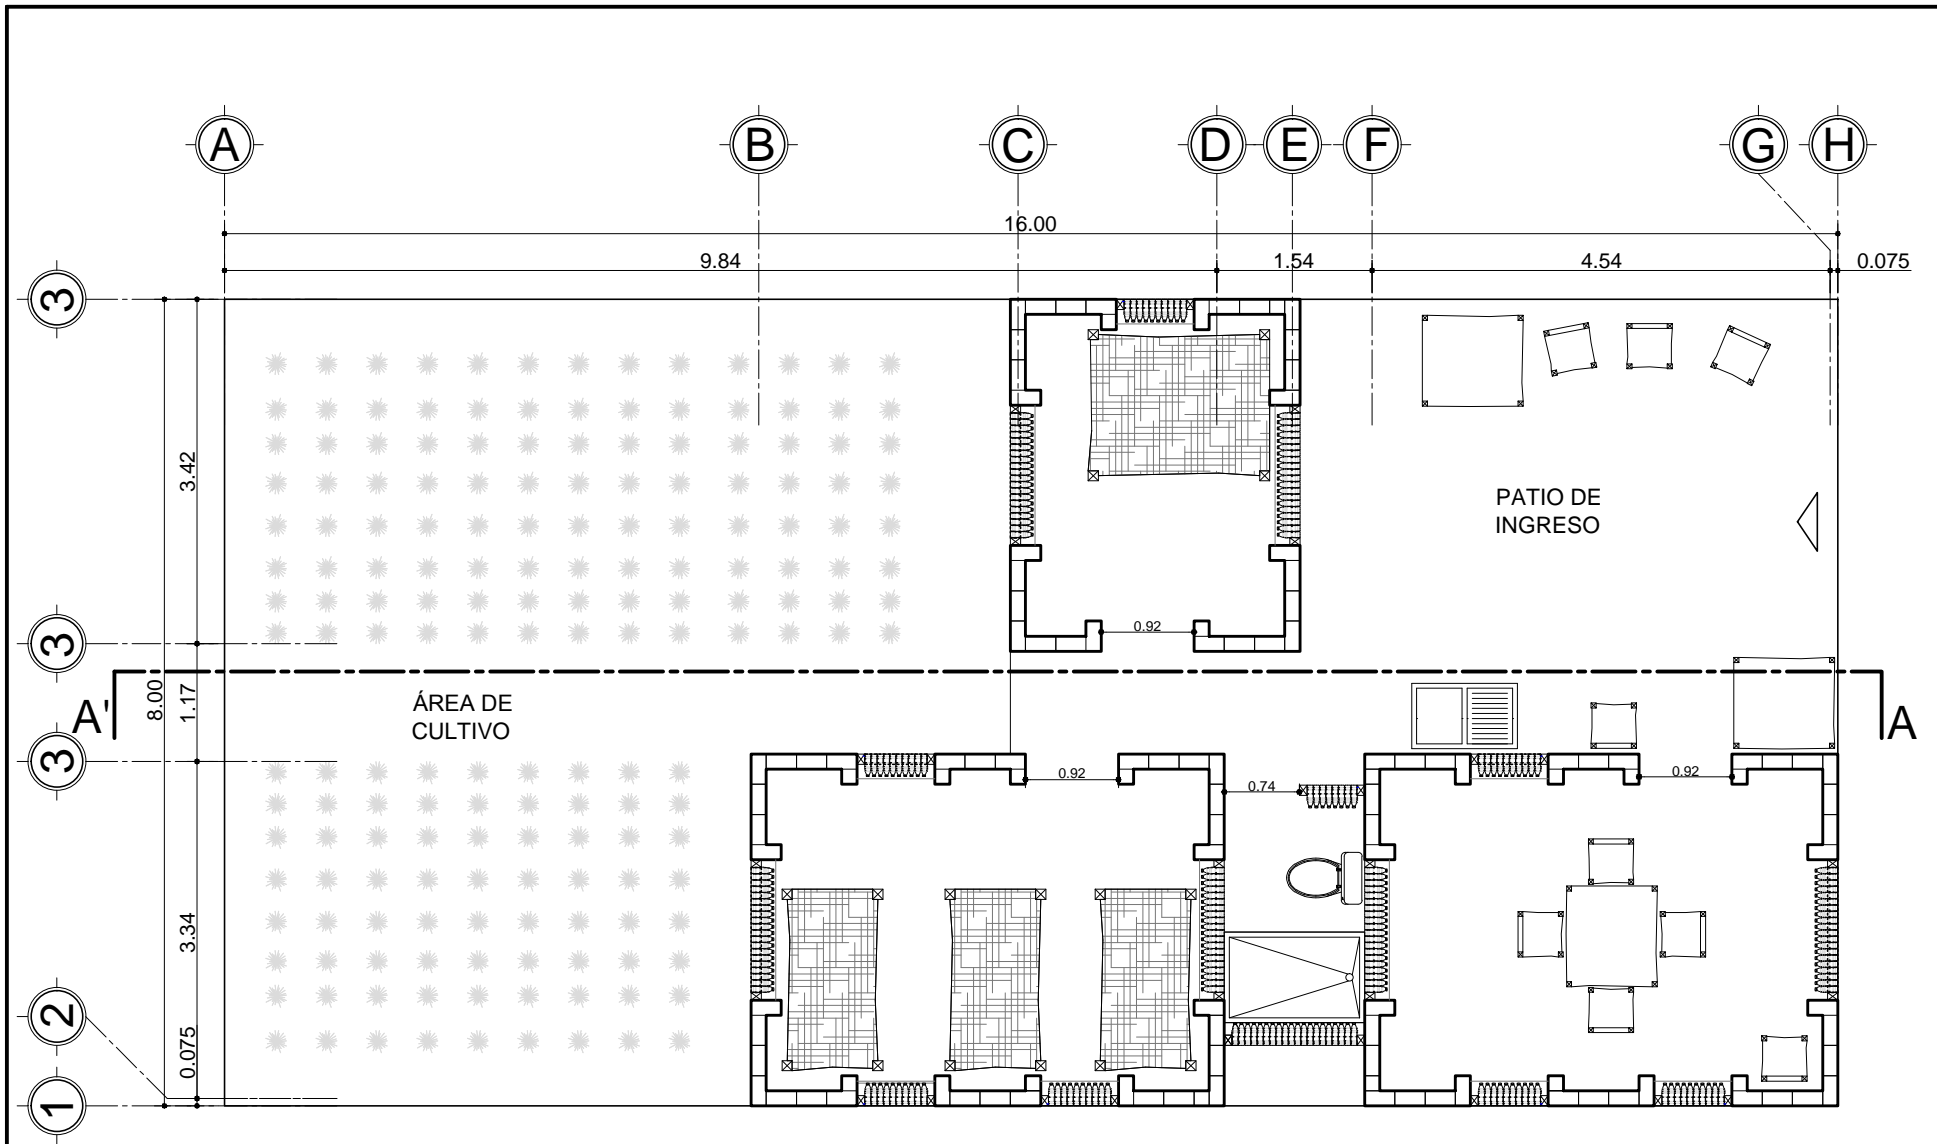 A B C D E F G H
16.00
9.84 1.54 4.54 0.075
3
3.42
PATIO DE
INGRESO
0.92
3
A'
8.00
1.17
ÁREA DE
CULTIVO
A
3
0.92
0.74
0.92
3.34
2
0.075
1